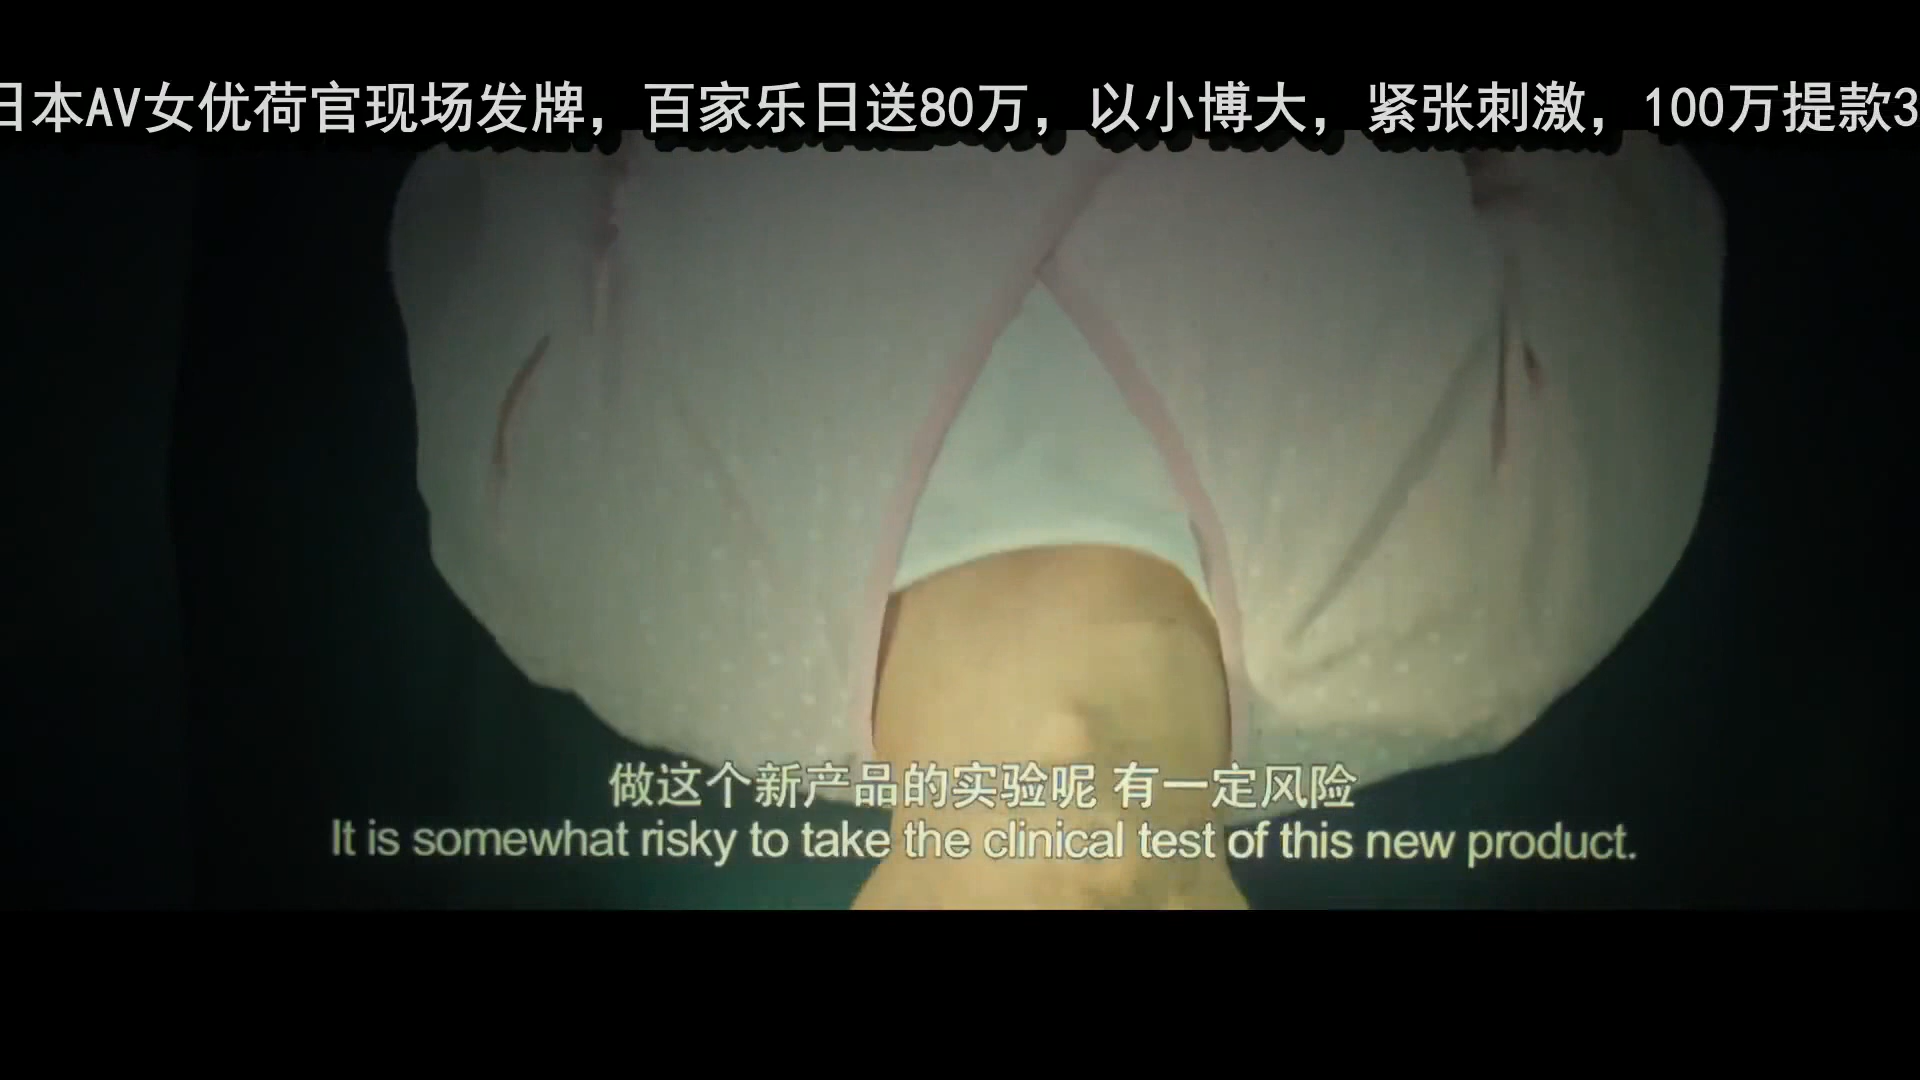 日本AV女优荷官现场发牌，百家乐日送80万，以小博大，紧张刺激，100万提款3
做这个新产品的实验呢 有一定风险
It is somewhat risky to take the clinical test of this new product.